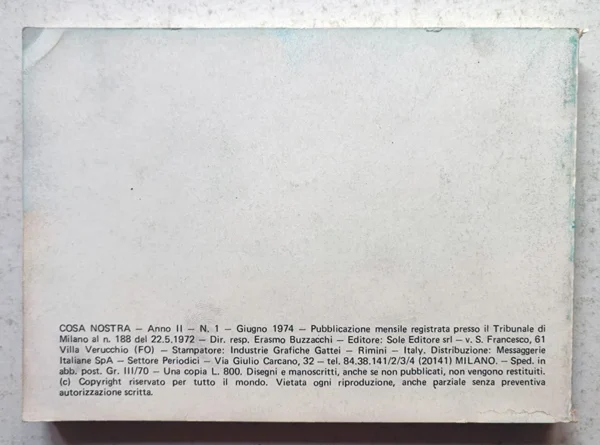 COSA NOSTRA — Anno II — N. 1 — Giugno 1974 — Pubblicazione mensile registrata presso il Tribunale di
Milano al n. 188 del 22.5.1972 — Dir. resp. Erasmo Buzzacchi — Editore: Sole Editore srl — v. S. Francesco, 61
Villa Verucchio (FO) — Stampatore: Industrie Grafiche Gattei — Rimini — Italy. Distribuzione: Messaggerie
Italiane SpA — Settore Periodici — Via Giulio Carcano, 32 — tel. 84.38.141/2/3/4 (20141) MILANO. — Sped. in
abb. post. Gr. III/70 — Una copia L. 800. Disegni e manoscritti, anche se non pubblicati, non vengono restituiti.
(c) Copyright riservato per tutto il mondo. Vietata ogni riproduzione, anche parziale senza preventiva
autorizzazione scritta.